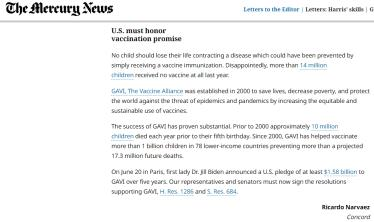 The Mercury News
Letters to the Editor | Letters: Harris' skills | G
U.S. must honor
vaccination promise
No child should lose their life contracting a disease which could have been prevented by
simply receiving a vaccine immunization. Disappointedly, more than 14 million
children received no vaccine at all last year.
GAVI, The Vaccine Alliance was established in 2000 to save lives, decrease poverty, and protect
the world against the threat of epidemics and pandemics by increasing the equitable and
sustainable use of vaccines.
The success of GAVI has proven substantial. Prior to 2000 approximately 10 million
children died each year prior to their fifth birthday. Since 2000, GAVI has helped vaccinate
more than 1 billion children in 78 lower-income countries preventing more than a projected
17.3 million future deaths.
On June 20 in Paris, first lady Dr. Jill Biden announced a U.S. pledge of at least $1.58 billion to
GAVI over five years. Our representatives and senators must now sign the resolutions
supporting GAVI, H. Res. 1286 and S. Res. 684.
Ricardo Narvaez
Concord